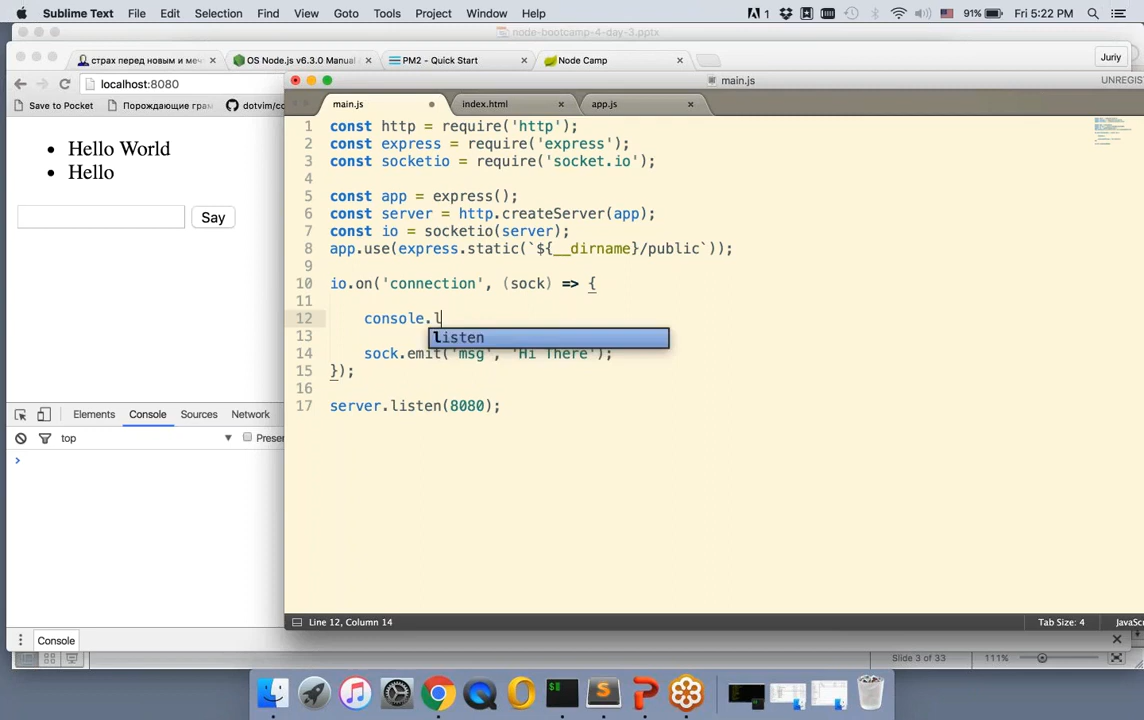 Sublime Text File Edit Selection Find View Goto Tools Project Window Help 1 91% Fri 5:22 PM
node-bootcamp-4-day-3.pptx
страх перед новым и меч OS Node.js v6.3.0 Manual PM2 - Quick Start Node Camp Juriy
localhost:8080
main.js UNREGIS
Save to Pocket Порождающие грам dotvim/co
main.js index.html app.js
Hello World
Hello
Say
Elements Console Sources Network
top Preser
Console
1 const http = require('http');
2 const express = require('express');
3 const socketio = require('socket.io');
4
5 const app = express();
6 const server = http.createServer(app);
7 const io = socketio(server);
8 app.use(express.static(`${__dirname}/public`));
9
10 io.on('connection', (sock) => {
11
12 console.l
listen
13
14 sock.emit('msg', 'Hi There');
15 });
16
17 server.listen(8080);
Line 12, Column 14 Tab Size: 4 JavaScr
Slide 3 of 33 111%